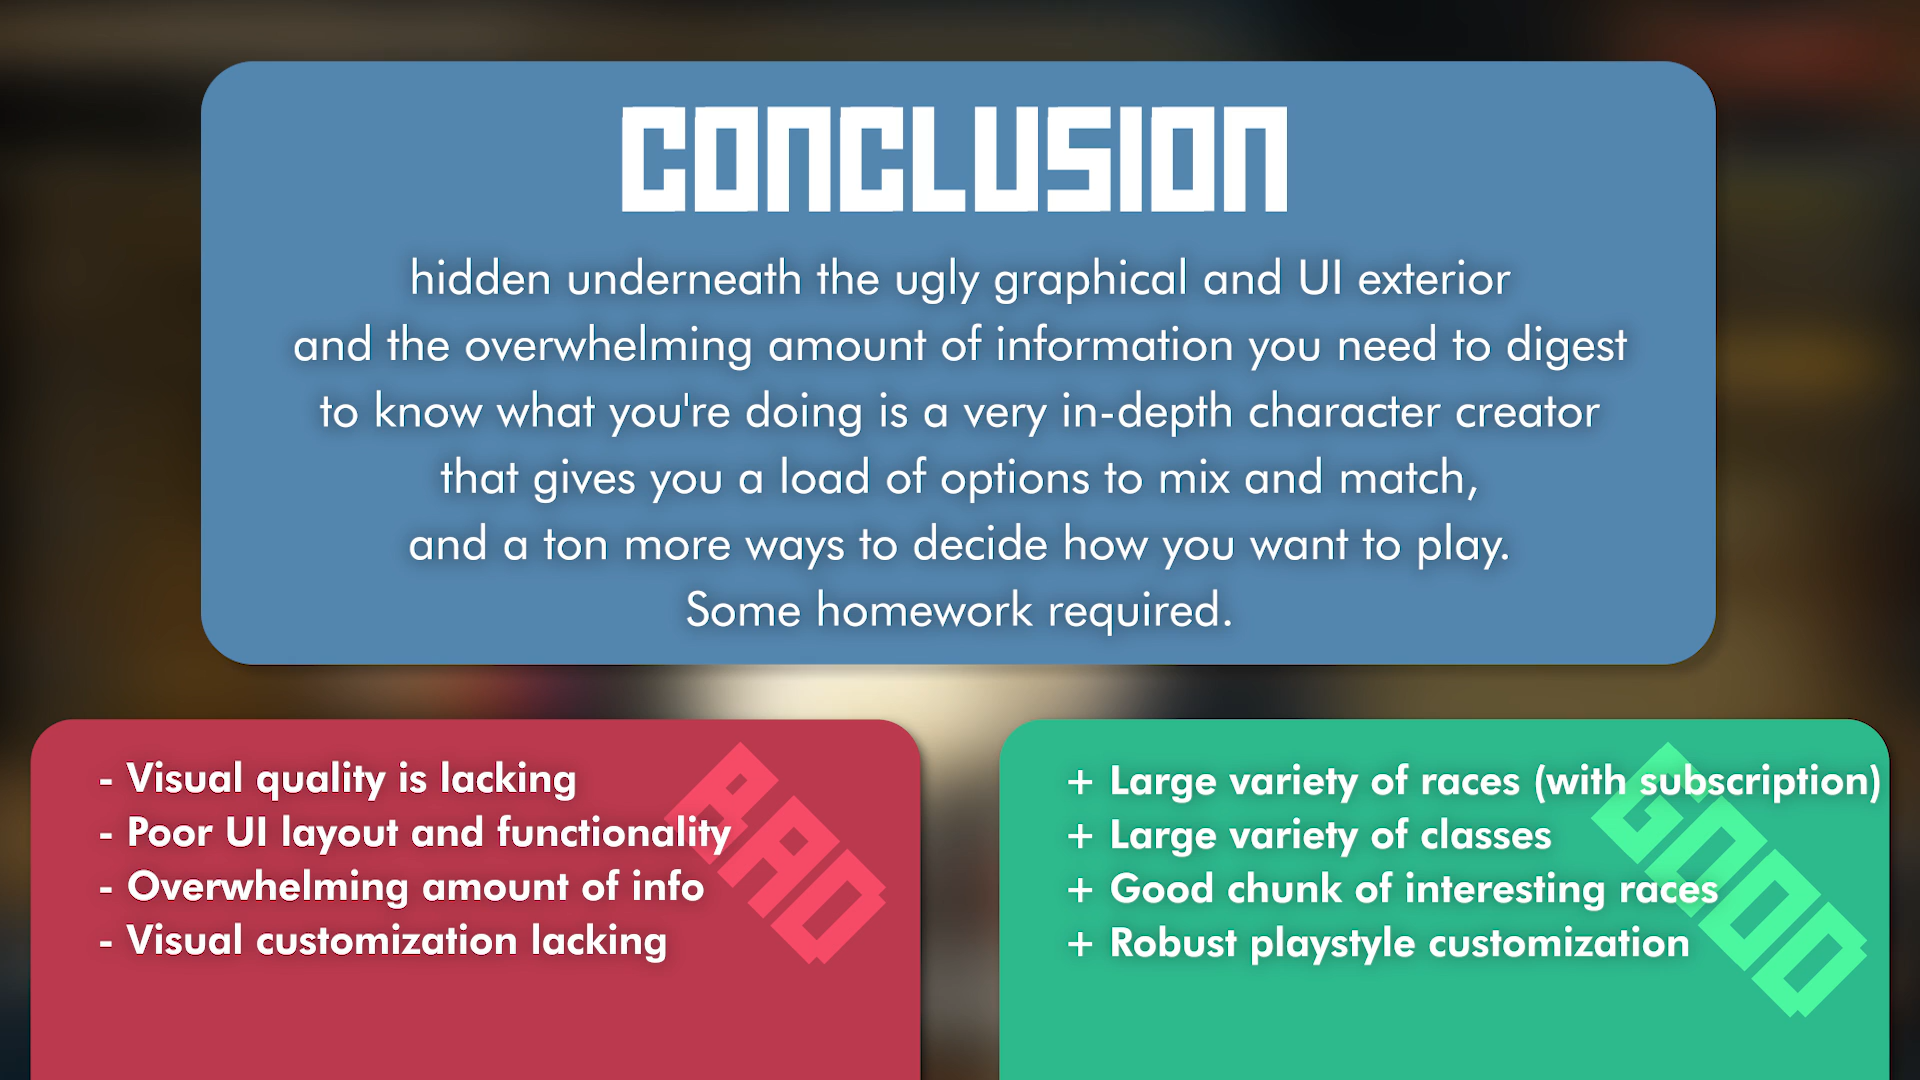 CONCLUSION
hidden underneath the ugly graphical and UI exterior
and the overwhelming amount of information you need to digest
to know what you're doing is a very in-depth character creator
that gives you a load of options to mix and match,
and a ton more ways to decide how you want to play.
Some homework required.
- Visual quality is lacking
- Poor UI layout and functionality
- Overwhelming amount of info
- Visual customization lacking
BAD
+ Large variety of races (with subscription)
+ Large variety of classes
+ Good chunk of interesting races
+ Robust playstyle customization
GOOD